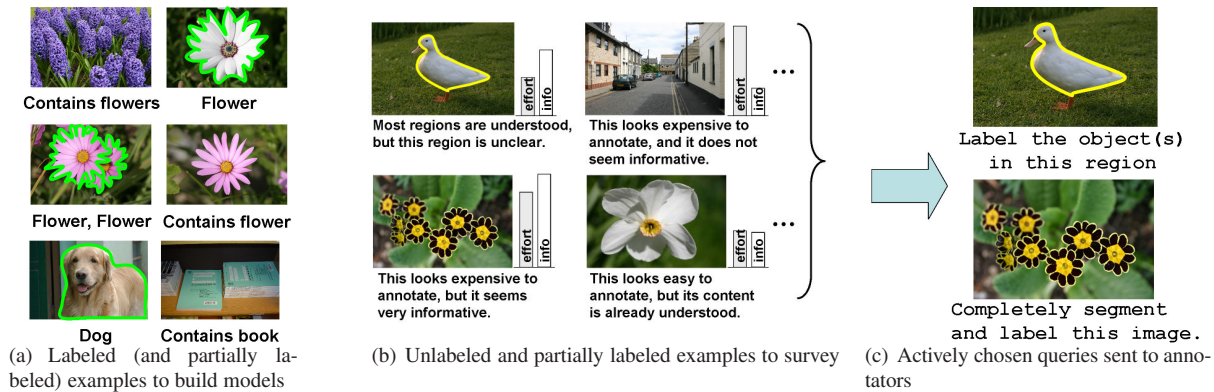 Contains flowers
Flower
Flower, Flower
Contains flower
Dog
Contains book
(a) Labeled (and partially la-
beled) examples to build models
effort
info
Most regions are understood,
but this region is unclear.
effort
info
...
This looks expensive to
annotate, and it does not
seem informative.
effort
info
This looks expensive to
annotate, but it seems
very informative.
effort
info
...
This looks easy to
annotate, but its content
is already understood.
(b) Unlabeled and partially labeled examples to survey
Label the object(s)
in this region
Completely segment
and label this image.
(c) Actively chosen queries sent to anno-
tators